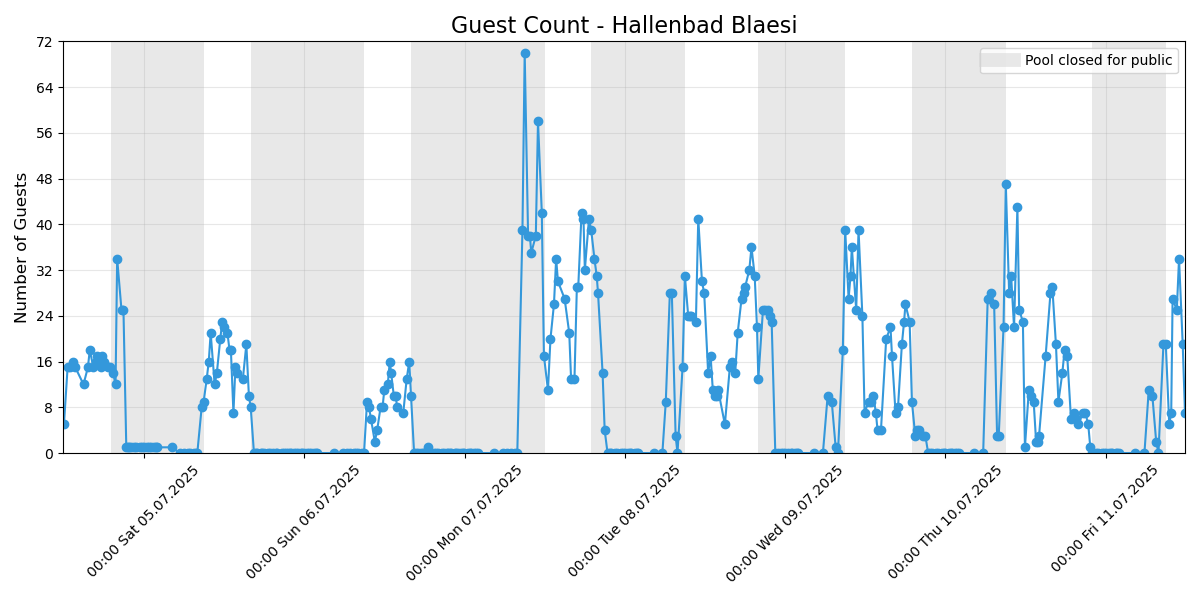 Guest Count - Hallenbad Blaesi
Pool closed for public
Number of Guests
72
64
56
48
40
32
24
16
8
0
00:00 Sat 05.07.2025
00:00 Sun 06.07.2025
00:00 Mon 07.07.2025
00:00 Tue 08.07.2025
00:00 Wed 09.07.2025
00:00 Thu 10.07.2025
00:00 Fri 11.07.2025